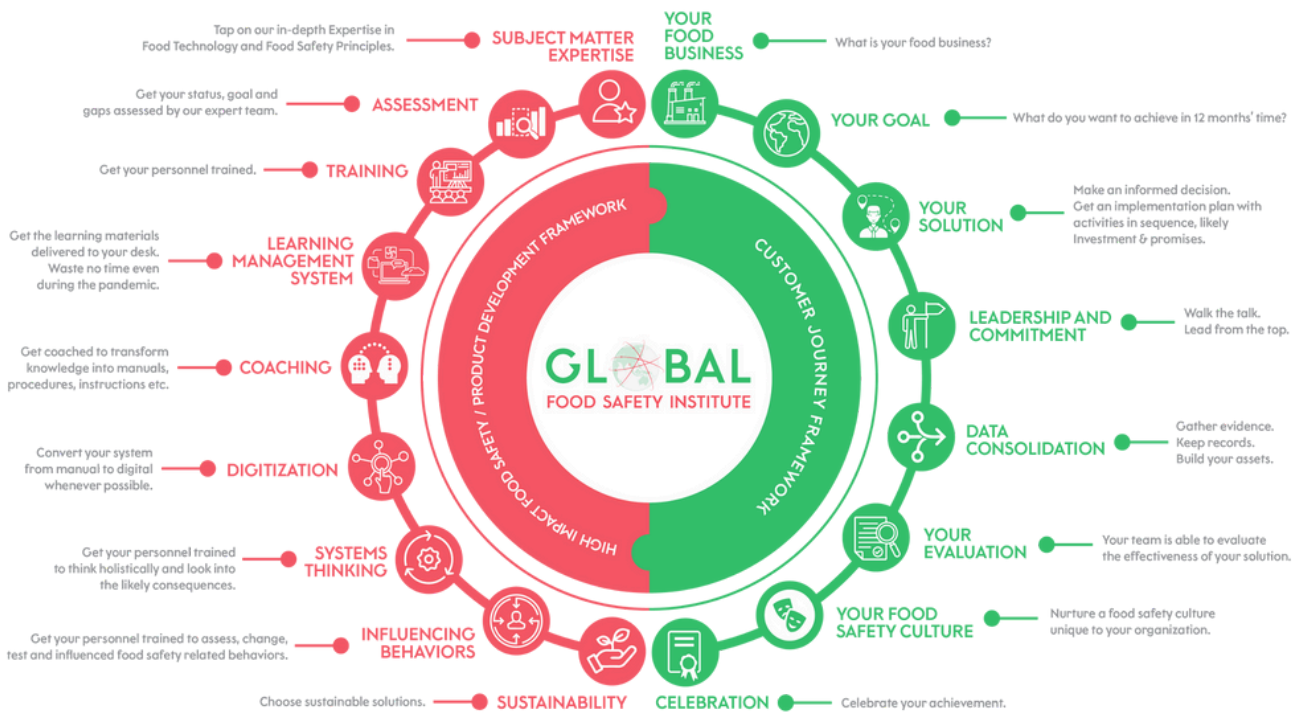 Tap on our in-depth Expertise in
Food Technology and Food Safety Principles.
SUBJECT MATTER
EXPERTISE
Get your status, goal and
gaps assessed by our expert team.
ASSESSMENT
Get your personnel trained.
TRAINING
Get the learning materials
delivered to your desk.
Waste no time even
during the pandemic.
LEARNING
MANAGEMENT
SYSTEM
Get coached to transform
knowledge into manuals,
procedures, instructions etc.
COACHING
Convert your system
from manual to digital
whenever possible.
DIGITIZATION
Get your personnel trained
to think holistically and look into
the likely consequences.
SYSTEMS
THINKING
Get your personnel trained to assess, change,
test and influenced food safety related behaviors.
INFLUENCING
BEHAVIORS
Choose sustainable solutions.
SUSTAINABILITY
HIGH IMPACT FOOD SAFETY / PRODUCT DEVELOPMENT FRAMEWORK
GLOBAL
FOOD SAFETY INSTITUTE
CUSTOMER JOURNEY FRAMEWORK
YOUR
FOOD
BUSINESS
What is your food business?
YOUR GOAL
What do you want to achieve in 12 months' time?
YOUR
SOLUTION
Make an informed decision.
Get an implementation plan with
activities in sequence, likely
Investment & promises.
LEADERSHIP AND
COMMITMENT
Walk the talk.
Lead from the top.
DATA
CONSOLIDATION
Gather evidence.
Keep records.
Build your assets.
YOUR
EVALUATION
Your team is able to evaluate
the effectiveness of your solution.
YOUR FOOD
SAFETY CULTURE
Nurture a food safety culture
unique to your organization.
CELEBRATION
Celebrate your achievement.